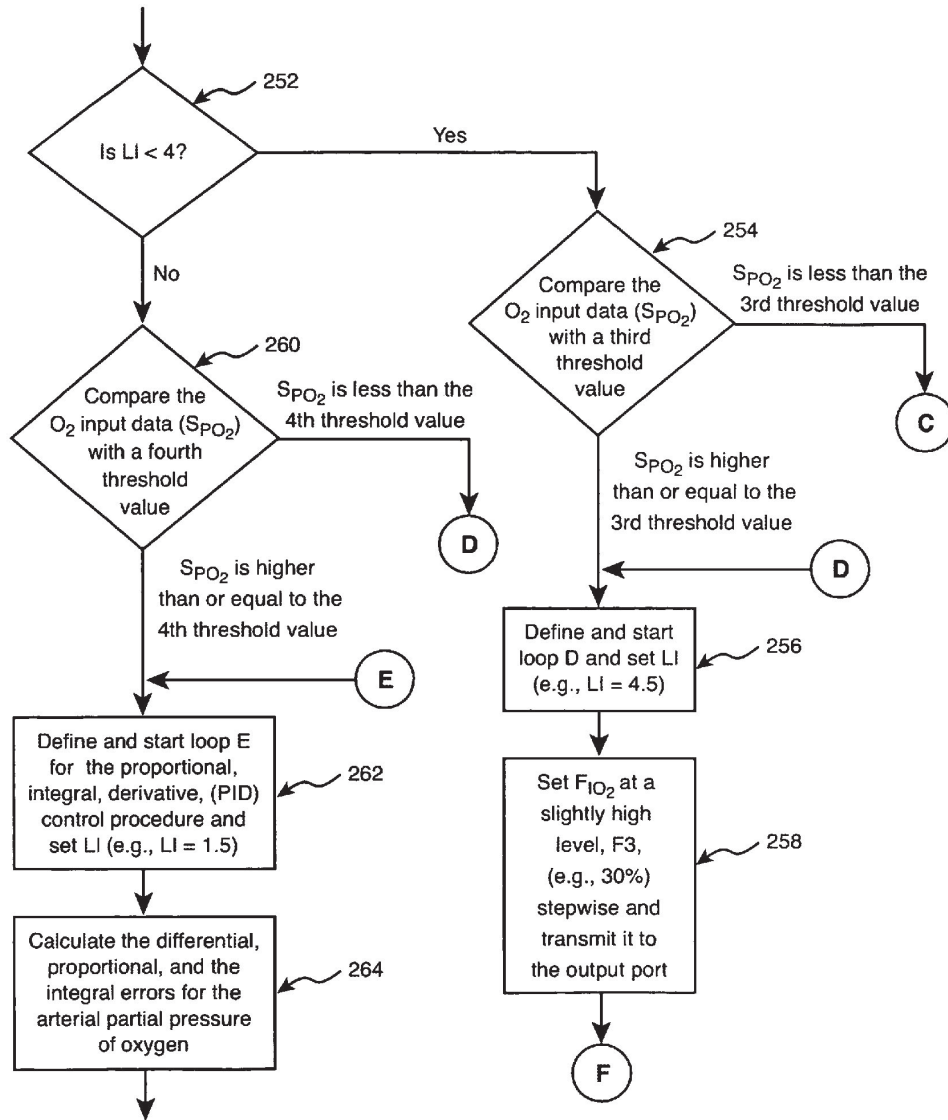 252
Is LI < 4?
Yes
No
254
Compare the
O2 input data (SPO2)
with a third
threshold
value
SPO2 is less than the
3rd threshold value
C
260
Compare the
O2 input data (SPO2)
with a fourth
threshold
value
SPO2 is less than the
4th threshold value
D
SPO2 is higher
than or equal to the
3rd threshold value
D
SPO2 is higher
than or equal to the
4th threshold value
E
Define and start
loop D and set LI
(e.g., LI = 4.5)
256
Define and start loop E
for the proportional,
integral, derivative, (PID)
control procedure and
set LI (e.g., LI = 1.5)
262
Set FIO2 at a
slightly high
level, F3,
(e.g., 30%)
stepwise and
transmit it to
the output port
258
Calculate the differential,
proportional, and the
integral errors for the
arterial partial pressure
of oxygen
264
F